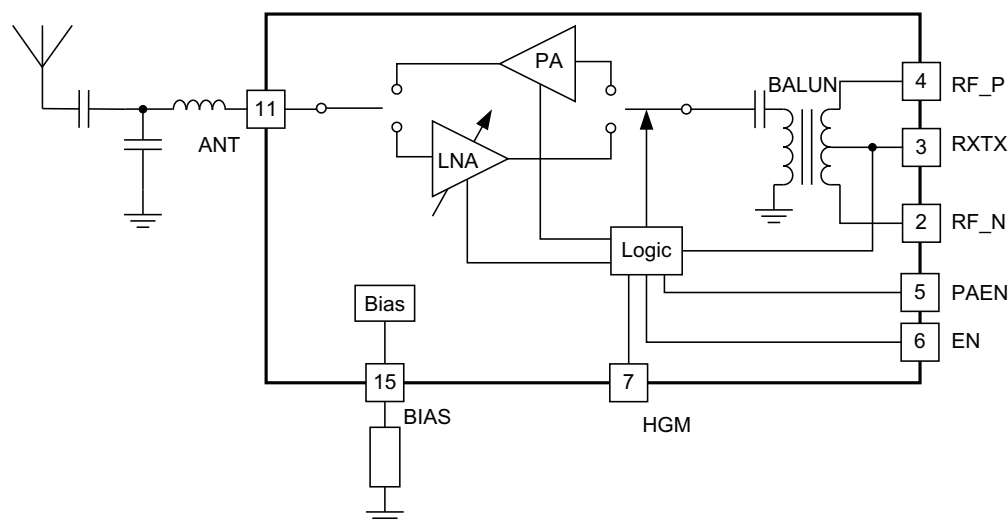 PA
BALUN
4
RF_P
11
ANT
LNA
3
RXTX
2
RF_N
Logic
Bias
5
PAEN
6
EN
15
BIAS
7
HGM